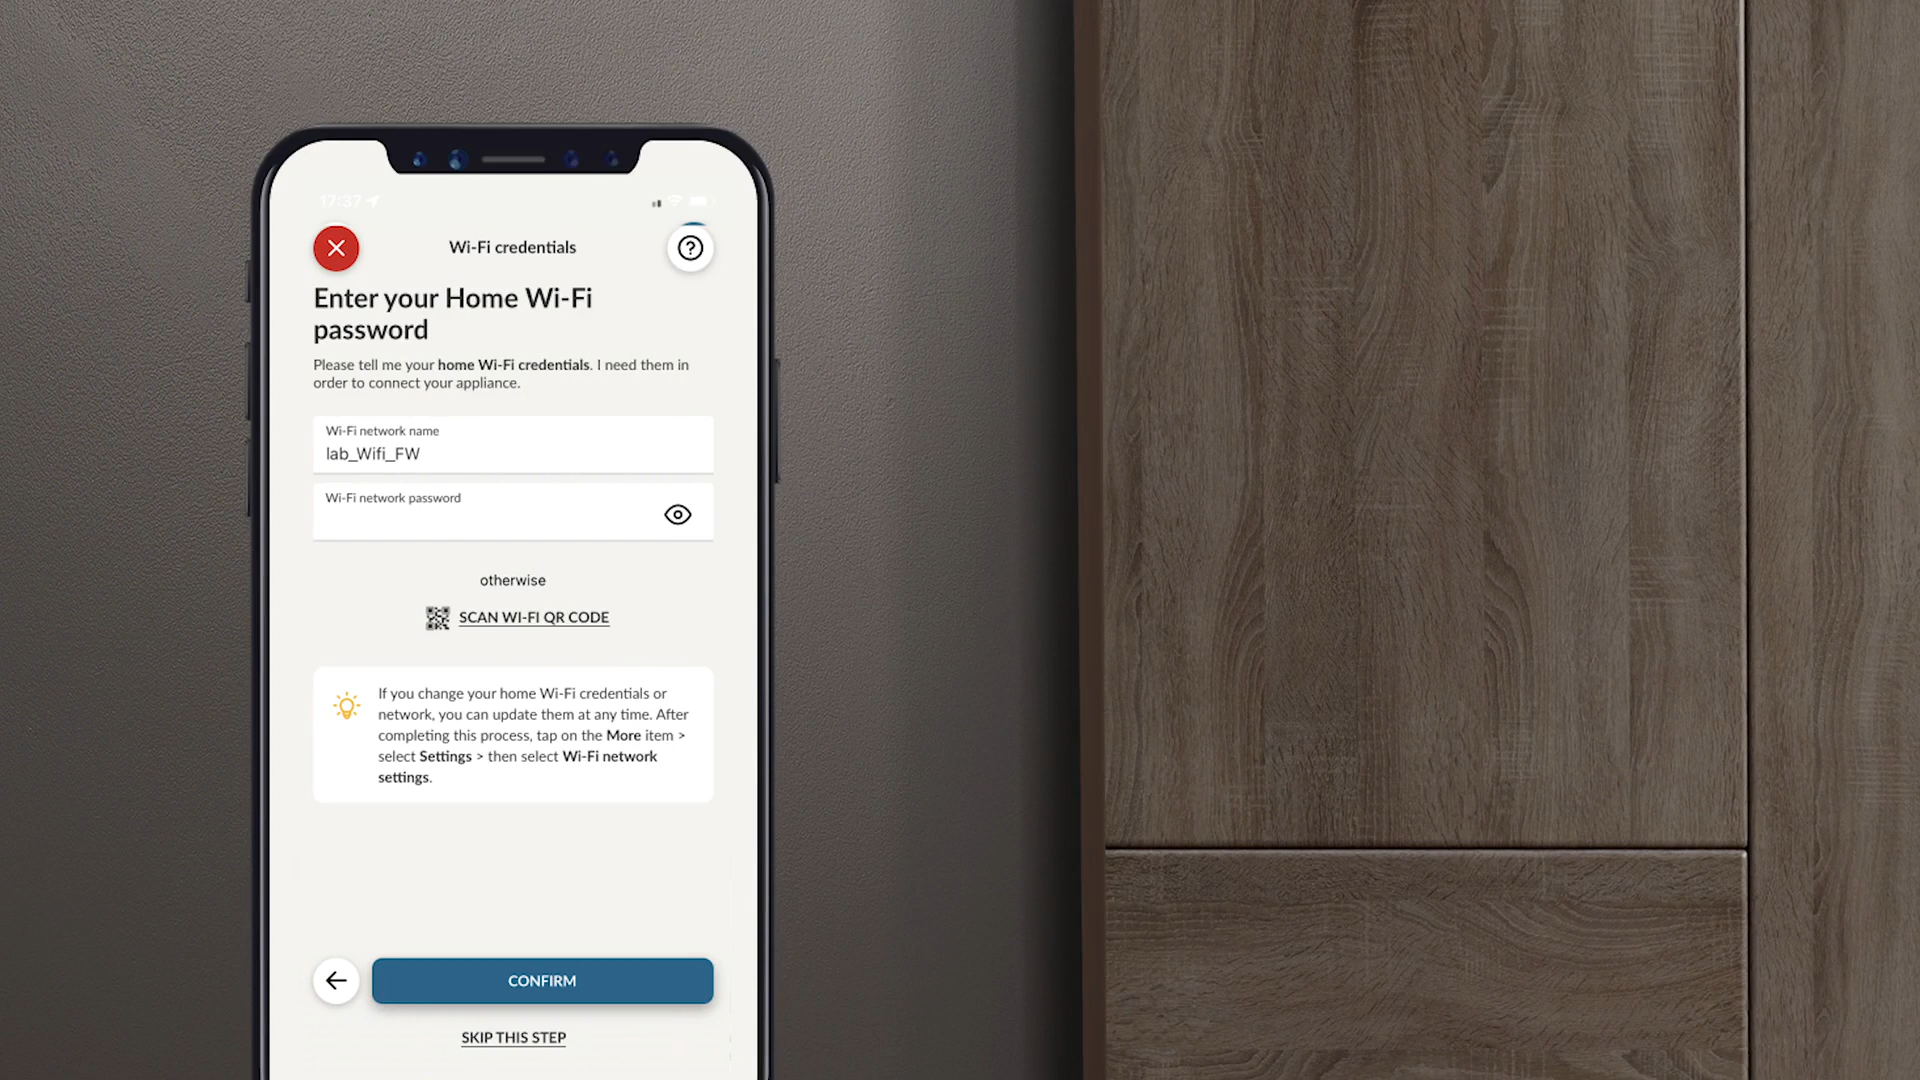 17:37
Wi-Fi credentials
Enter your Home Wi-Fi
password
Please tell me your home Wi-Fi credentials. I need them in
order to connect your appliance.
Wi-Fi network name
lab_Wifi_FW
Wi-Fi network password
otherwise
SCAN WI-FI QR CODE
If you change your home Wi-Fi credentials or
network, you can update them at any time. After
completing this process, tap on the More item >
select Settings > then select Wi-Fi network
settings.
CONFIRM
SKIP THIS STEP